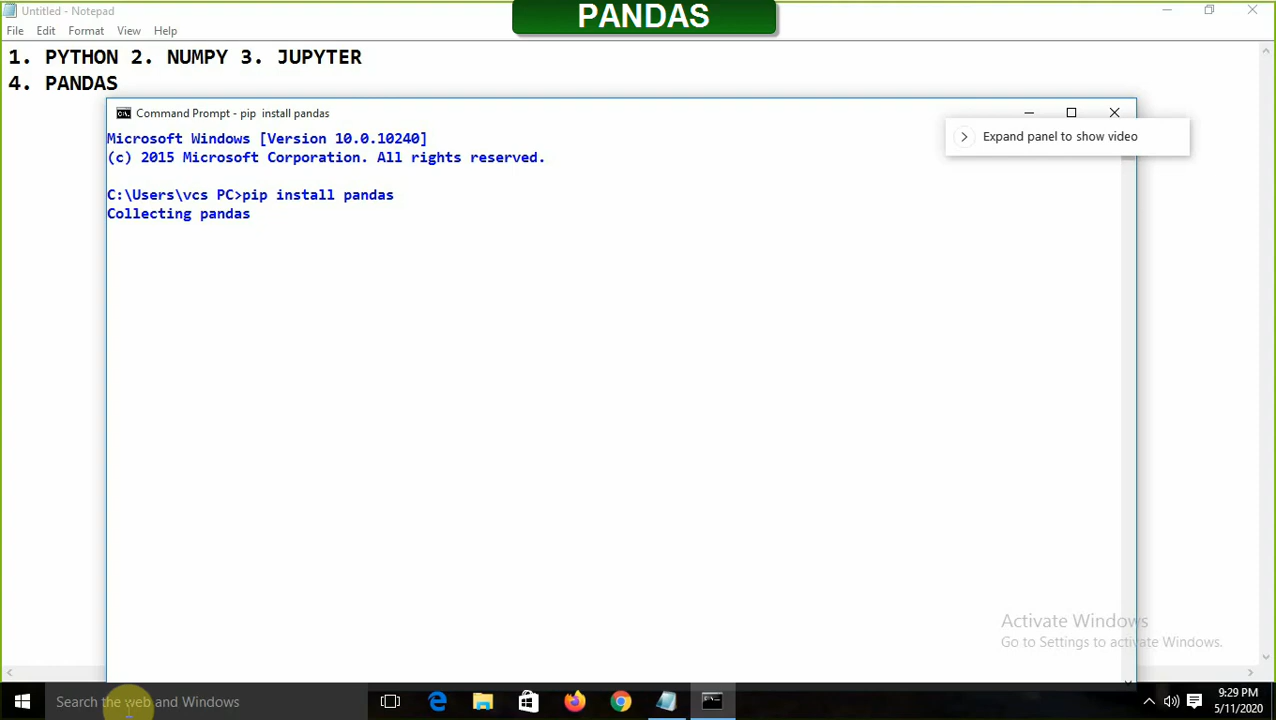 Untitled - Notepad
PANDAS
File Edit Format View Help
1. PYTHON 2. NUMPY 3. JUPYTER
4. PANDAS
Command Prompt - pip install pandas
Expand panel to show video
Microsoft Windows [Version 10.0.10240]
(c) 2015 Microsoft Corporation. All rights reserved.
C:\Users\vcs PC>pip install pandas
Collecting pandas
Activate Windows
Go to Settings to activate Windows.
Search the web and Windows
9:29 PM
5/11/2020